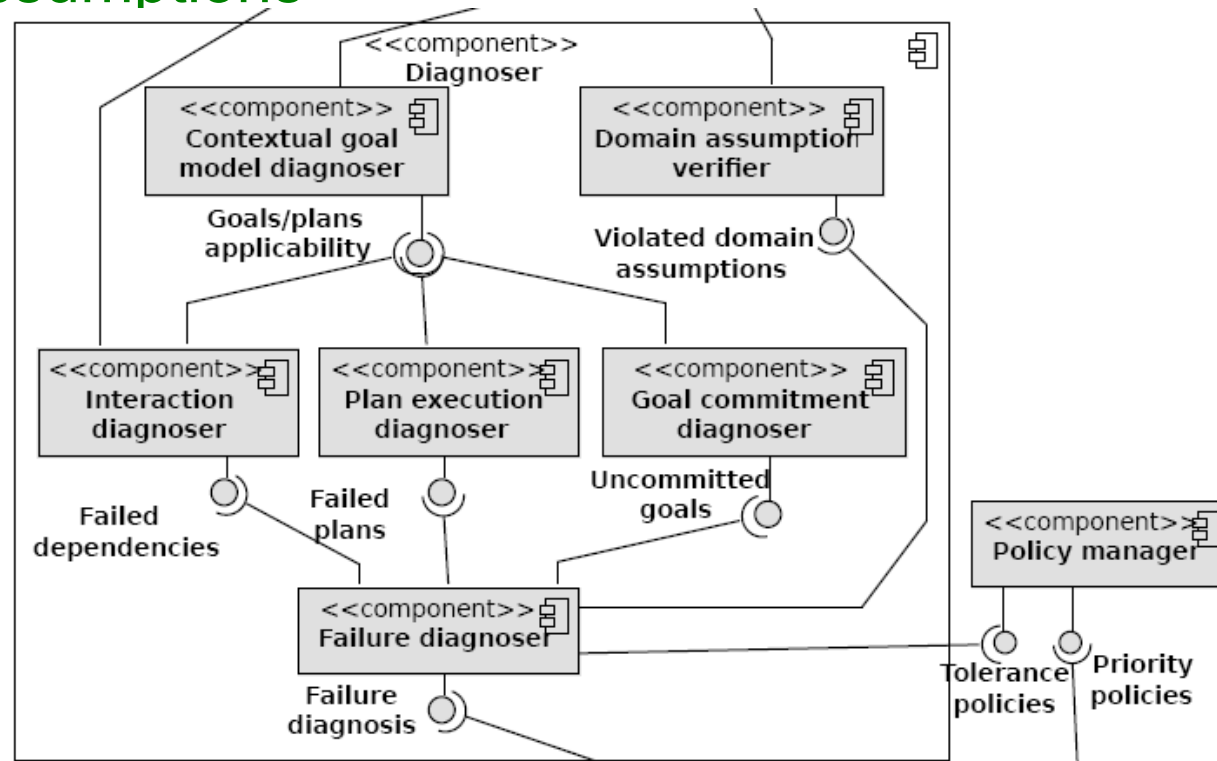 <<component>>
Diagnoser
<<component>>
Contextual goal
model diagnoser
<<component>>
Domain assumption
verifier
Goals/plans
applicability
Violated domain
assumptions
<<component>>
Interaction
diagnoser
<<component>>
Plan execution
diagnoser
<<component>>
Goal commitment
diagnoser
Failed
dependencies
Failed
plans
Uncommitted
goals
<<component>>
Policy manager
<<component>>
Failure diagnoser
Tolerance
policies
Priority
policies
Failure
diagnosis